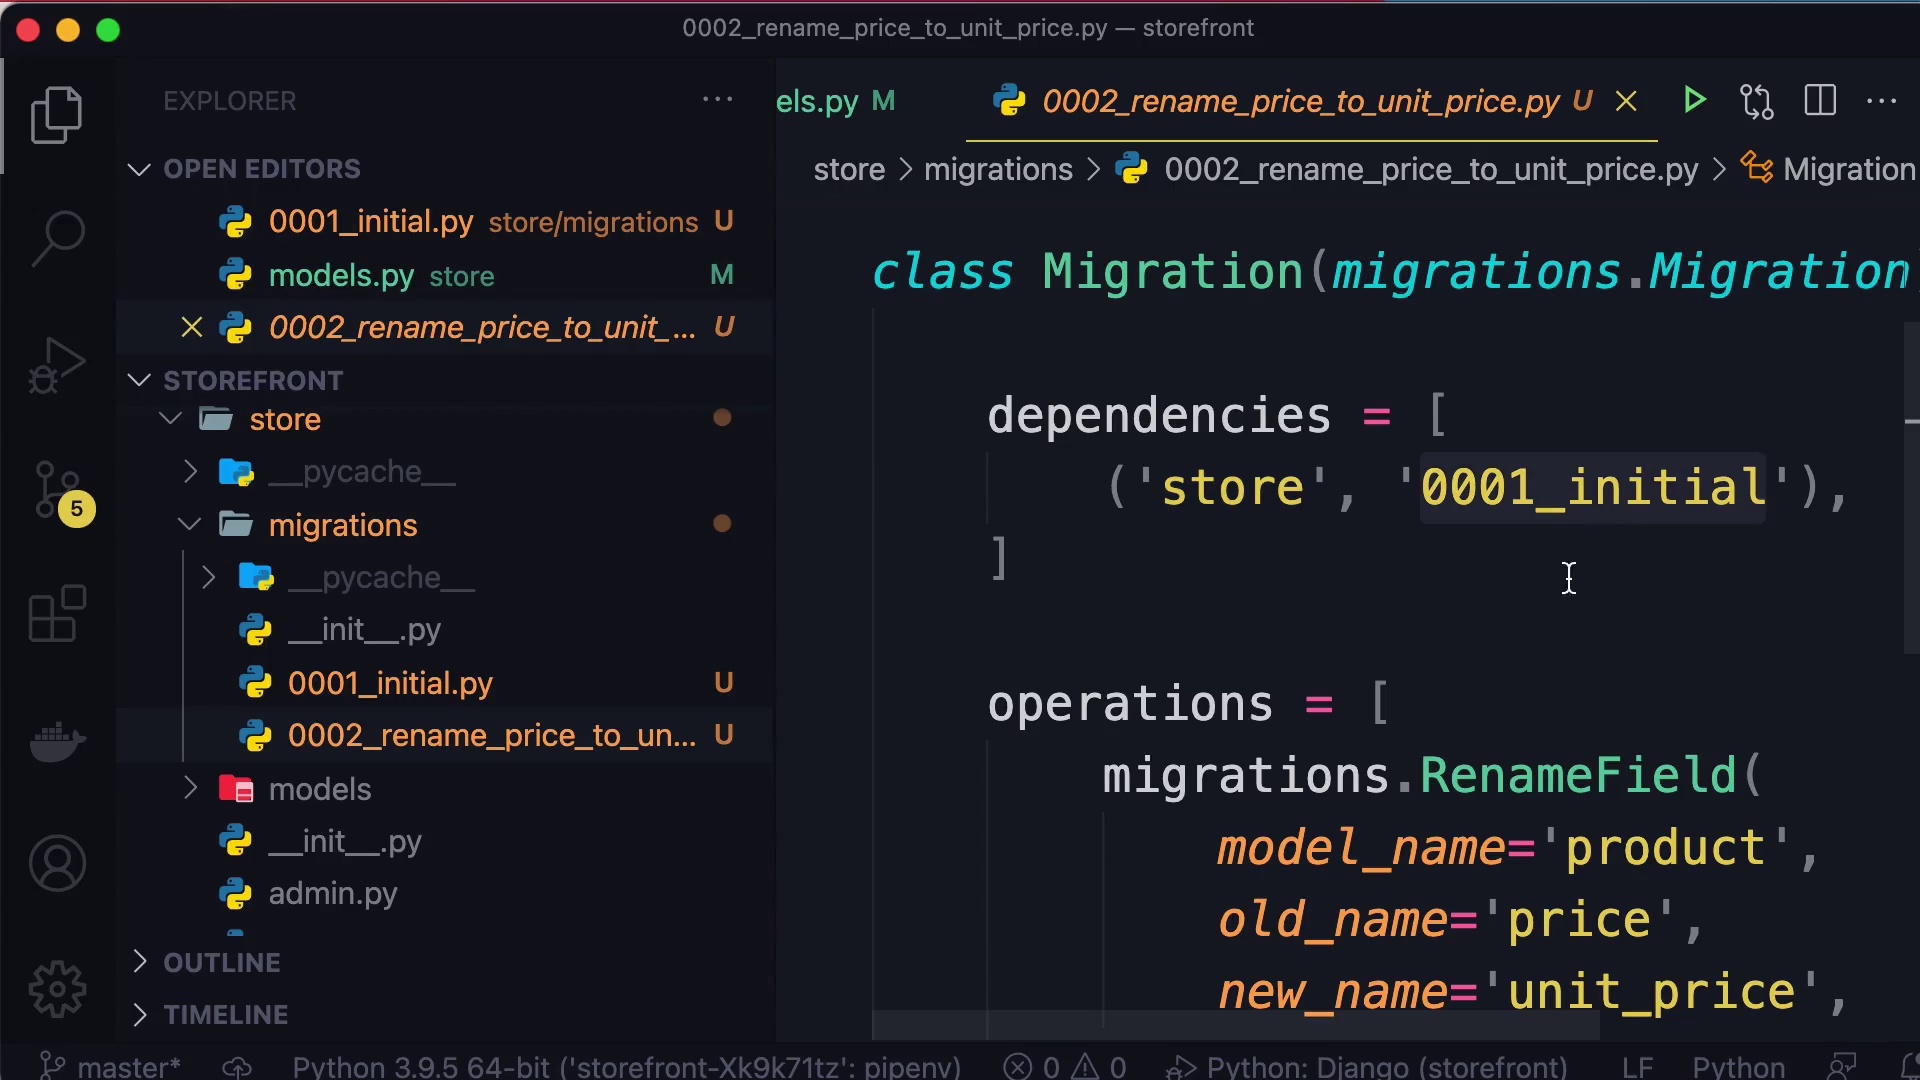 0002_rename_price_to_unit_price.py — storefront
EXPLORER
OPEN EDITORS
0001_initial.py store/migrations U
models.py store M
0002_rename_price_to_unit_... U
STOREFRONT
store
__pycache__
migrations
__pycache__
__init__.py
0001_initial.py U
0002_rename_price_to_un... U
models
__init__.py
admin.py
OUTLINE
TIMELINE
5
els.py M
0002_rename_price_to_unit_price.py U
store > migrations > 0002_rename_price_to_unit_price.py > Migration
class Migration(migrations.Migration
dependencies = [
('store', '0001_initial'),
]
operations = [
migrations.RenameField(
model_name='product',
old_name='price',
new_name='unit_price',
master* Python 3.9.5 64-bit ('storefront-Xk9k71tz': pipenv) 0 0 Python: Django (storefront) LF Python